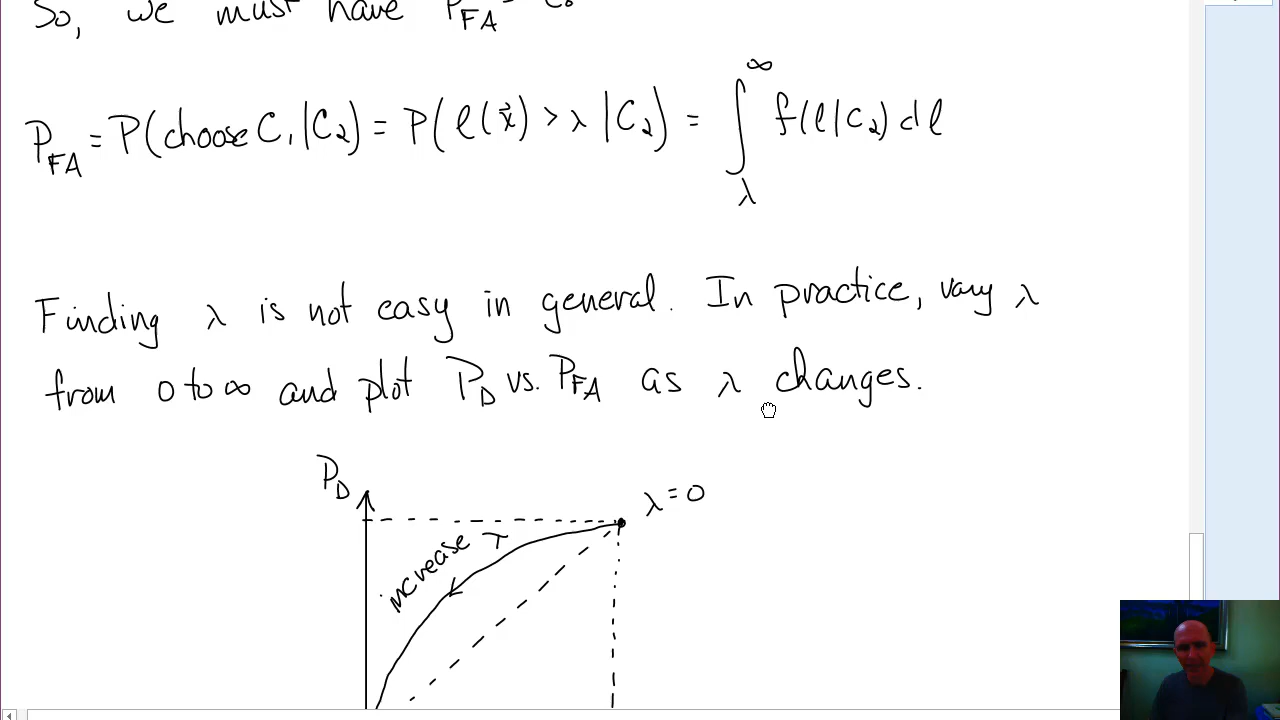 So, we must have P_FA =
P_FA = P(choose C₁|C₂) = P(ℓ(x⃗) > λ |C₂) = ∫_λ^∞ f(ℓ|C₂) dℓ
Finding λ is not easy in general. In practice, vary λ
from 0 to ∞ and plot P_D vs. P_FA as λ changes.
P_D
λ = 0
increase λ